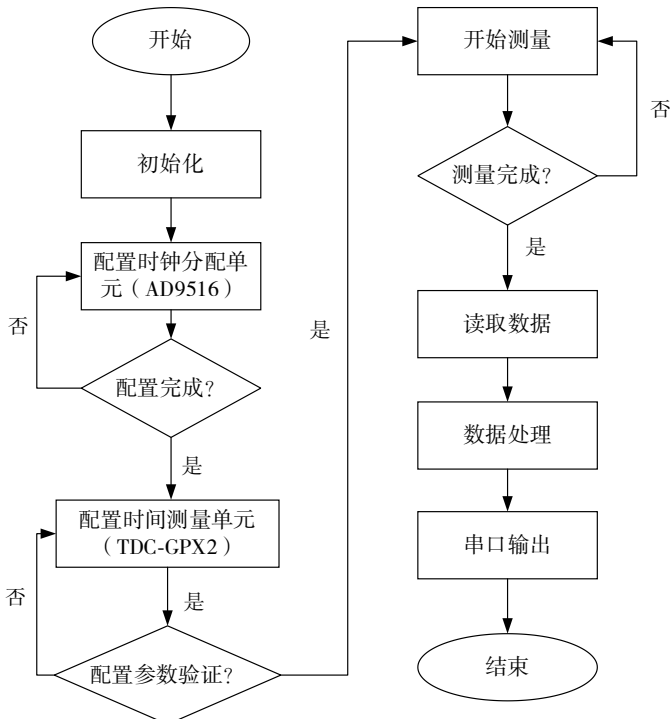 开始
初始化
配置时钟分配单
元（AD9516）
否
配置完成?
是
配置时间测量单元
（TDC-GPX2）
否
是
配置参数验证?
是
开始测量
否
测量完成?
是
读取数据
数据处理
串口输出
结束